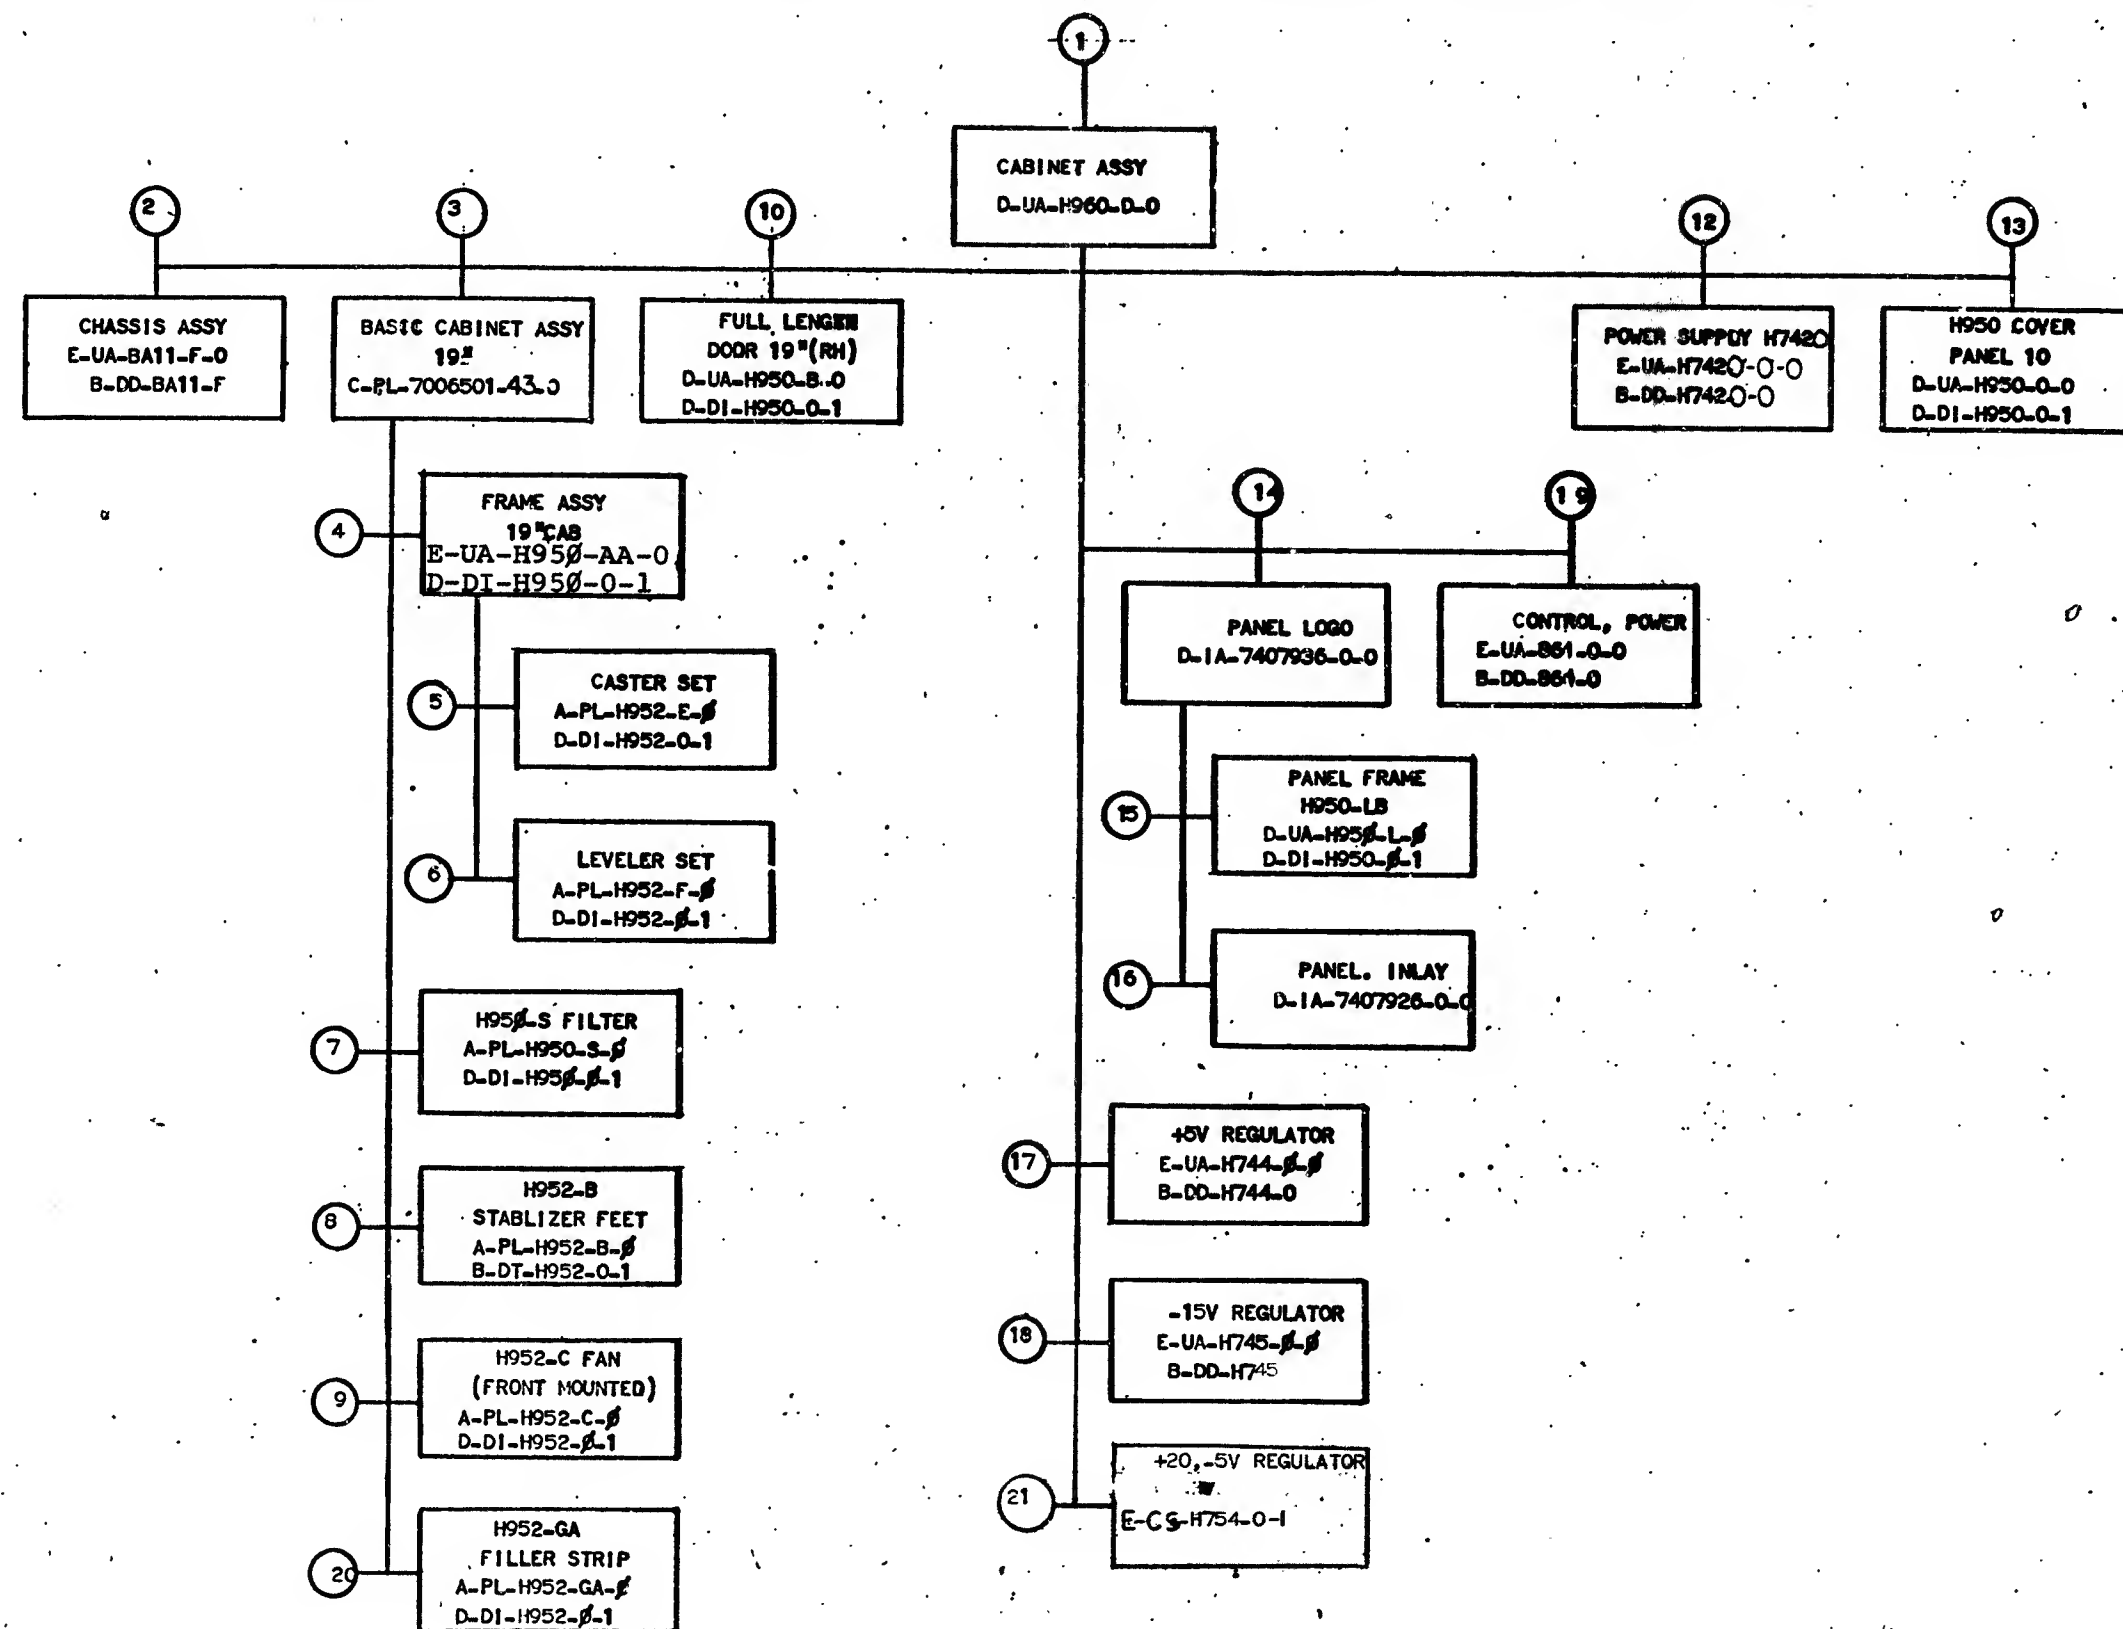 1
CABINET ASSY
D-UA-H960-D-0
2
CHASSIS ASSY
E-UA-BA11-F-0
B-DD-BA11-F
3
BASIC CABINET ASSY
19"
C-PL-7006501-43-0
10
FULL LENGTH
DOOR 19"(RH)
D-UA-H950-B-0
D-DI-H950-0-1
12
POWER SUPPLY H7420
E-UA-H7420-0-0
B-DD-H7420-0
13
H950 COVER
PANEL 10
D-UA-H950-0-0
D-DI-H950-0-1
4
FRAME ASSY
19"CAB
E-UA-H95Ø-AA-0
D-DI-H95Ø-0-1
5
CASTER SET
A-PL-H952-E-Ø
D-DI-H952-0-1
6
LEVELER SET
A-PL-H952-F-Ø
D-DI-H952-Ø-1
7
H95Ø-S FILTER
A-PL-H950-S-Ø
D-DI-H95Ø-Ø-1
8
H952-B
STABLIZER FEET
A-PL-H952-B-Ø
B-DT-H952-0-1
9
H952-C FAN
(FRONT MOUNTED)
A-PL-H952-C-Ø
D-DI-H952-Ø-1
20
H952-GA
FILLER STRIP
A-PL-H952-GA-Ø
D-DI-H952-Ø-1
14
PANEL LOGO
D-IA-7407936-0-0
19
CONTROL, POWER
E-UA-861-0-0
B-DD-861-0
15
PANEL FRAME
H950-LB
D-UA-H95Ø-L-Ø
D-DI-H950-Ø-1
16
PANEL. INLAY
D-IA-7407926-0-0
17
+5V REGULATOR
E-UA-H744-Ø-Ø
B-DD-H744-0
18
-15V REGULATOR
E-UA-H745-Ø-Ø
B-DD-H745
21
+20,-5V REGULATOR
E-CS-H754-0-1